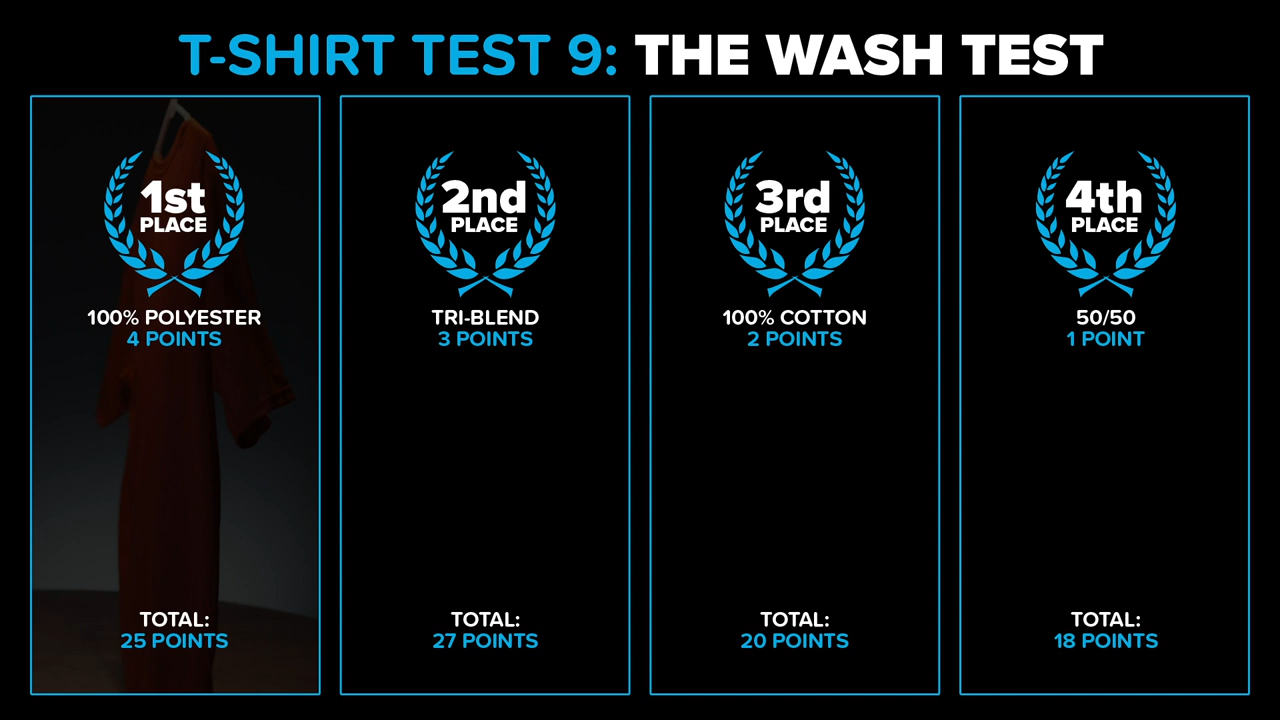 T-SHIRT TEST 9: THE WASH TEST
1st
PLACE
100% POLYESTER
4 POINTS
TOTAL:
25 POINTS
2nd
PLACE
TRI-BLEND
3 POINTS
TOTAL:
27 POINTS
3rd
PLACE
100% COTTON
2 POINTS
TOTAL:
20 POINTS
4th
PLACE
50/50
1 POINT
TOTAL:
18 POINTS